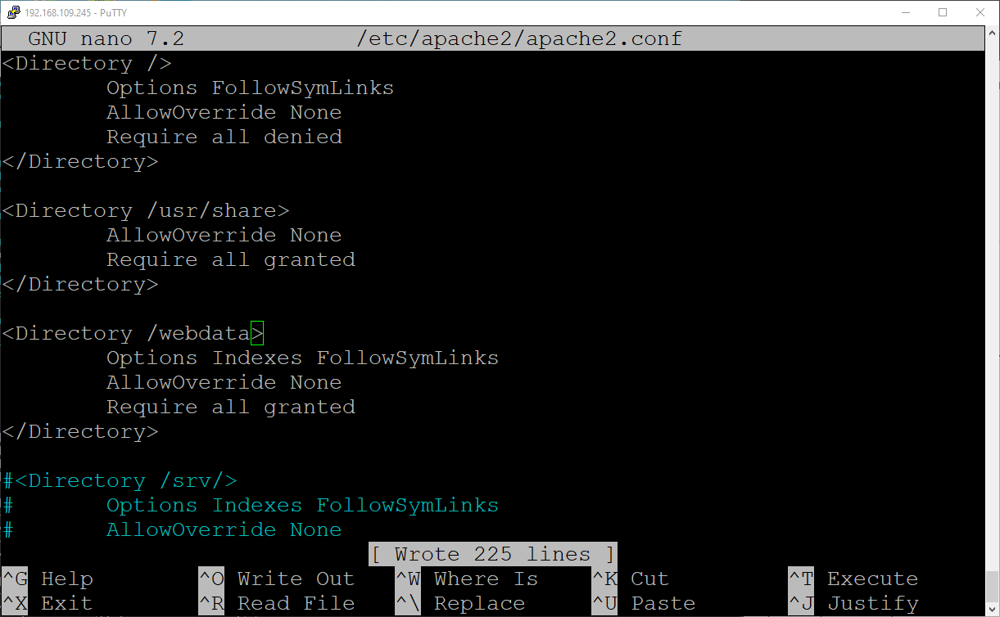 192.168.109.245 - PuTTY
GNU nano 7.2 /etc/apache2/apache2.conf
<Directory />
        Options FollowSymLinks
        AllowOverride None
        Require all denied
</Directory>

<Directory /usr/share>
        AllowOverride None
        Require all granted
</Directory>

<Directory /webdata>
        Options Indexes FollowSymLinks
        AllowOverride None
        Require all granted
</Directory>

#<Directory /srv/>
#       Options Indexes FollowSymLinks
#       AllowOverride None
[ Wrote 225 lines ]
^G Help ^O Write Out ^W Where Is ^K Cut ^T Execute
^X Exit ^R Read File ^\ Replace ^U Paste ^J Justify